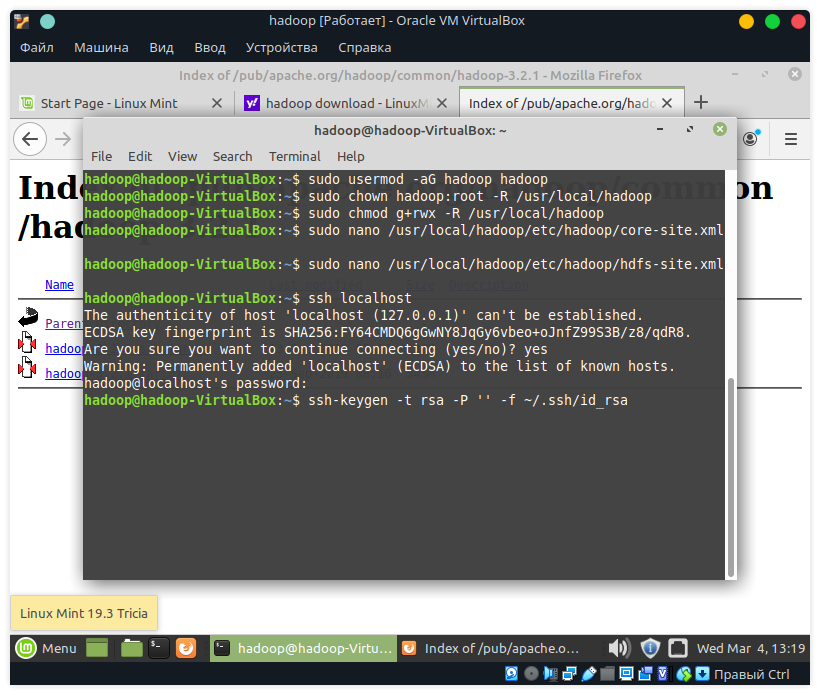 hadoop [Работает] - Oracle VM VirtualBox
Файл Машина Вид Ввод Устройства Справка
Index of /pub/apache.org/hadoop/common/hadoop-3.2.1 - Mozilla Firefox
Start Page - Linux Mint
hadoop download - LinuxM
Index of /pub/apache.org/hado
hadoop@hadoop-VirtualBox: ~
File Edit View Search Terminal Help
hadoop@hadoop-VirtualBox:~$ sudo usermod -aG hadoop hadoop
hadoop@hadoop-VirtualBox:~$ sudo chown hadoop:root -R /usr/local/hadoop
hadoop@hadoop-VirtualBox:~$ sudo chmod g+rwx -R /usr/local/hadoop
hadoop@hadoop-VirtualBox:~$ sudo nano /usr/local/hadoop/etc/hadoop/core-site.xml
hadoop@hadoop-VirtualBox:~$ sudo nano /usr/local/hadoop/etc/hadoop/hdfs-site.xml
hadoop@hadoop-VirtualBox:~$ ssh localhost
The authenticity of host 'localhost (127.0.0.1)' can't be established.
ECDSA key fingerprint is SHA256:FY64CMDQ6gGwNY8JqGy6vbeo+oJnfZ99S3B/z8/qdR8.
Are you sure you want to continue connecting (yes/no)? yes
Warning: Permanently added 'localhost' (ECDSA) to the list of known hosts.
hadoop@localhost's password:
hadoop@hadoop-VirtualBox:~$ ssh-keygen -t rsa -P '' -f ~/.ssh/id_rsa
Name
Paren
hadoo
hadoo
Linux Mint 19.3 Tricia
Menu
hadoop@hadoop-Virtu...
Index of /pub/apache.o...
Wed Mar 4, 13:19
Правый Ctrl